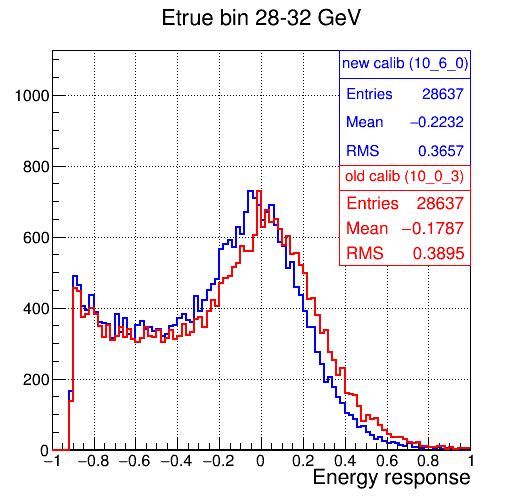 Etrue bin 28-32 GeV
new calib (10_6_0)
Entries 28637
Mean −0.2232
RMS 0.3657
old calib (10_0_3)
Entries 28637
Mean −0.1787
RMS 0.3895
1000
800
600
400
200
0
−1 −0.8 −0.6 −0.4 −0.2 0 0.2 0.4 0.6 0.8 1
Energy response